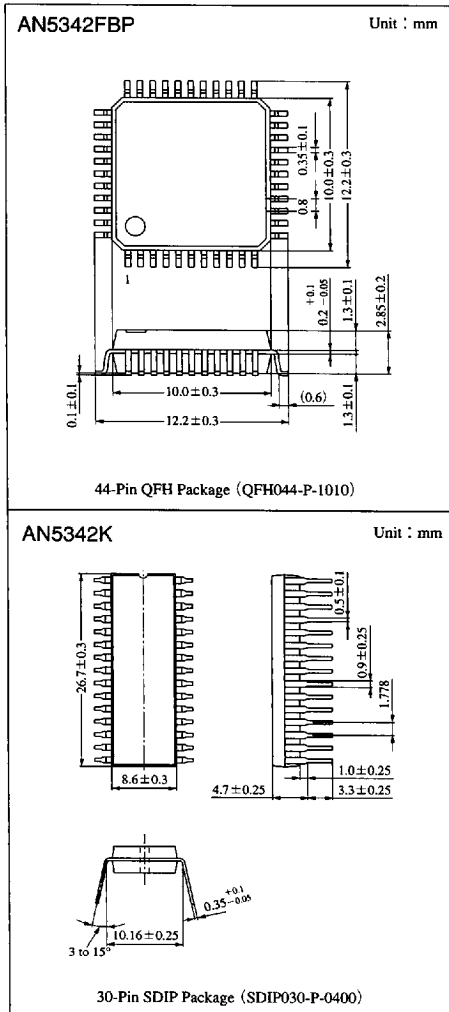 AN5342FBP
Unit : mm
0.35±0.1
10.0±0.3
12.2±0.3
0.8
1
0.2 +0.1 −0.05
1.3±0.1
2.85±0.2
0.1±0.1
10.0±0.3
(0.6)
1.3±0.1
12.2±0.3
44-Pin QFH Package (QFH044-P-1010)
AN5342K
Unit : mm
26.7±0.3
0.5±0.1
0.9±0.25
1.778
8.6±0.3
1.0±0.25
4.7±0.25
3.3±0.25
0.35 +0.1 −0.05
10.16±0.25
3 to 15°
30-Pin SDIP Package (SDIP030-P-0400)